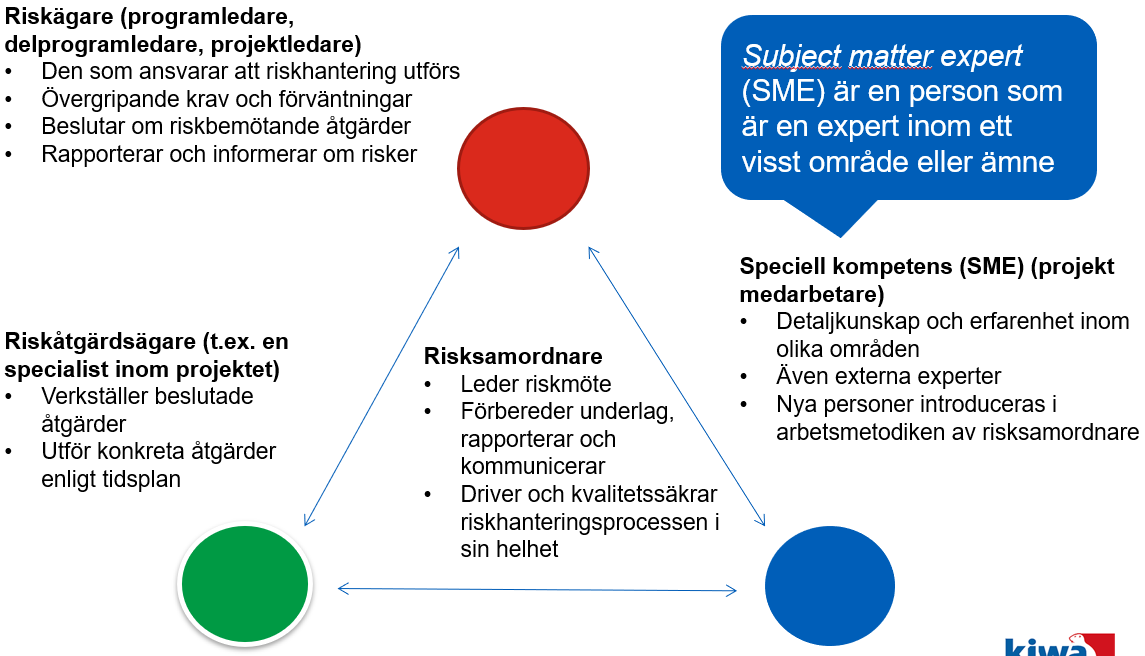 Riskägare (programledare,
delprogramledare, projektledare)
• Den som ansvarar att riskhantering utförs
• Övergripande krav och förväntningar
• Beslutar om riskbemötande åtgärder
• Rapporterar och informerar om risker
Subject matter expert
(SME) är en person som
är en expert inom ett
visst område eller ämne
Speciell kompetens (SME) (projekt
medarbetare)
• Detaljkunskap och erfarenhet inom
olika områden
• Även externa experter
• Nya personer introduceras i
arbetsmetodiken av risksamordnare
Riskåtgärdsägare (t.ex. en
specialist inom projektet)
• Verkställer beslutade
åtgärder
• Utför konkreta åtgärder
enligt tidsplan
Risksamordnare
• Leder riskmöte
• Förbereder underlag,
rapporterar och
kommunicerar
• Driver och kvalitetssäkrar
riskhanteringsprocessen i
sin helhet
kiwa